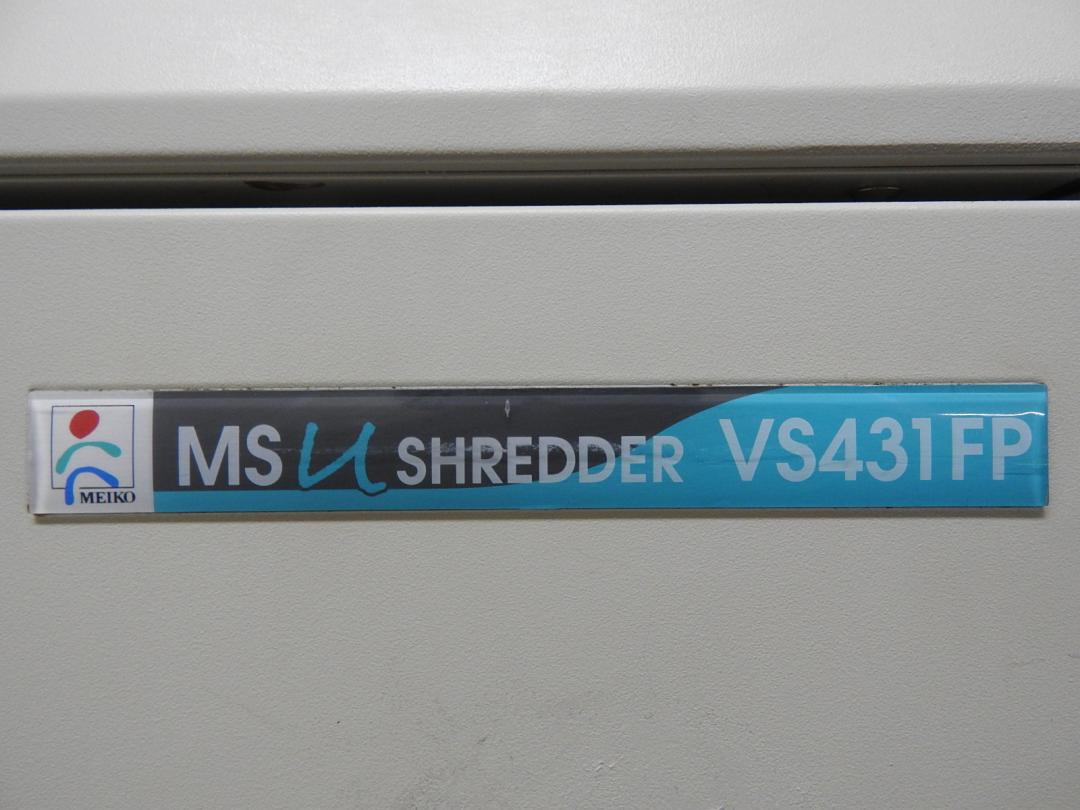 MEIKO
MS U SHREDDER VS431FP